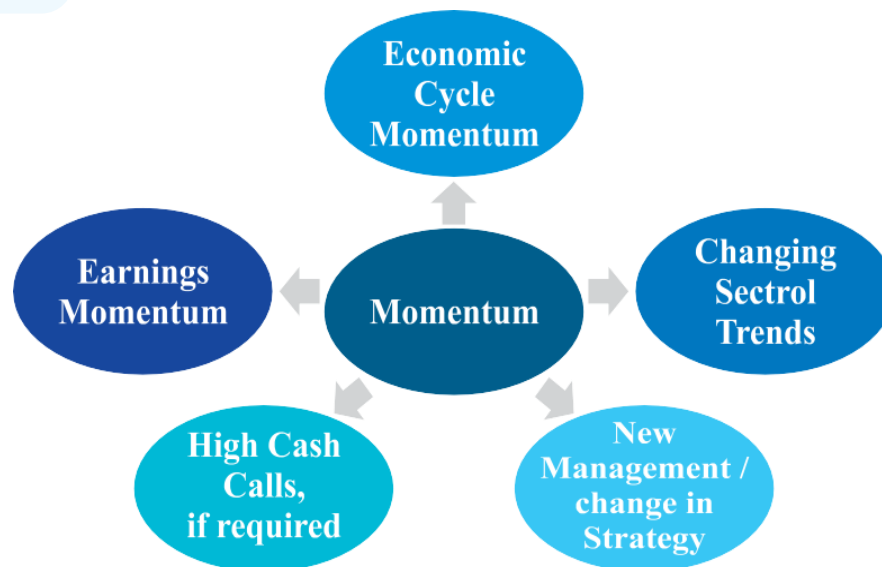 Economic
Cycle
Momentum
Earnings
Momentum
Momentum
Changing
Sectrol
Trends
High Cash
Calls,
if required
New
Management /
change in
Strategy